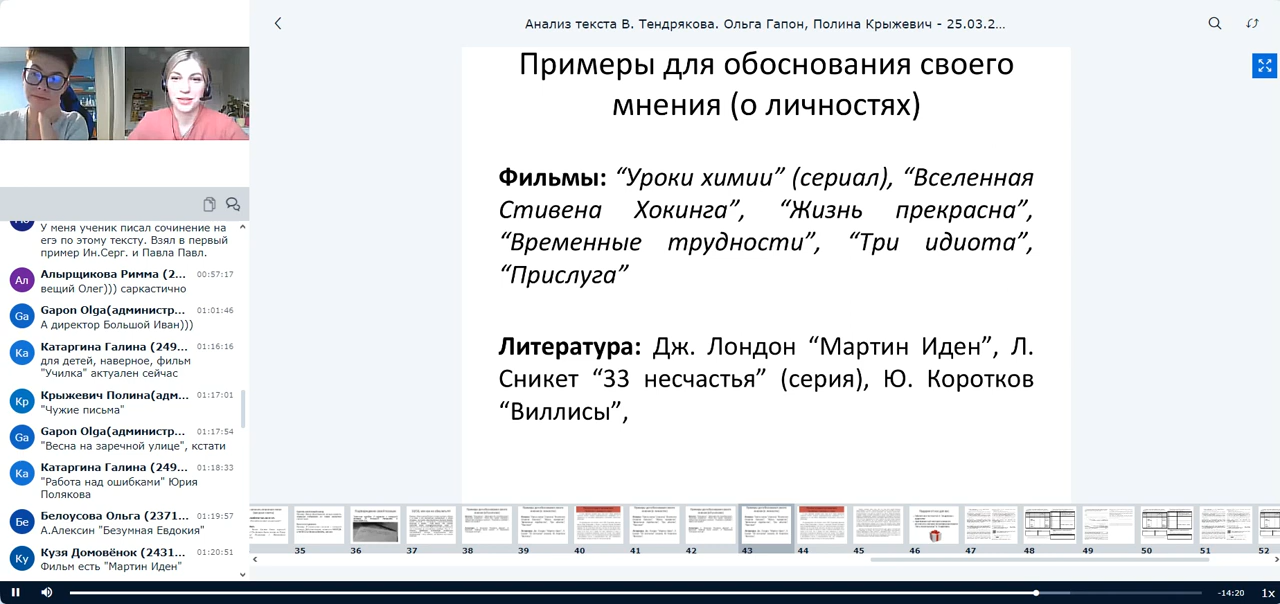 Анализ текста В. Тендрякова. Ольга Гапон, Полина Крыжевич - 25.03.2...
Примеры для обоснования своего
мнения (о личностях)
Фильмы: “Уроки химии” (сериал), “Вселенная
Стивена Хокинга”, “Жизнь прекрасна”,
“Временные трудности”, “Три идиота”,
“Прислуга”
Литература: Дж. Лондон “Мартин Иден”, Л.
Сникет “33 несчастья” (серия), Ю. Коротков
“Виллисы”,
У меня ученик писал сочинение на
егэ по этому тексту. Взял в первый
пример Ин.Серг. и Павла Павл.
Ал Алырщикова Римма (2... 00:57:17
вещий Олег))) саркастично
Ga Gapon Olga(администр... 01:01:46
А директор Большой Иван)))
Ка Катаргина Галина (249... 01:16:16
для детей, наверное, фильм
"Училка" актуален сейчас
Кр Крыжевич Полина(адм... 01:17:01
"Чужие письма"
Ga Gapon Olga(администр... 01:17:54
"Весна на заречной улице", кстати
Ка Катаргина Галина (249... 01:18:33
"Работа над ошибками" Юрия
Полякова
Бе Белоусова Ольга (2371... 01:19:57
А Алексин "Безумная Евдокия"
Ку Кузя Домовёнок (2431... 01:20:51
Фильм есть "Мартин Иден"
35 36 37 38 39 40 41 42 43 44 45 46 47 48 49 50 51 52
-14:20 1x